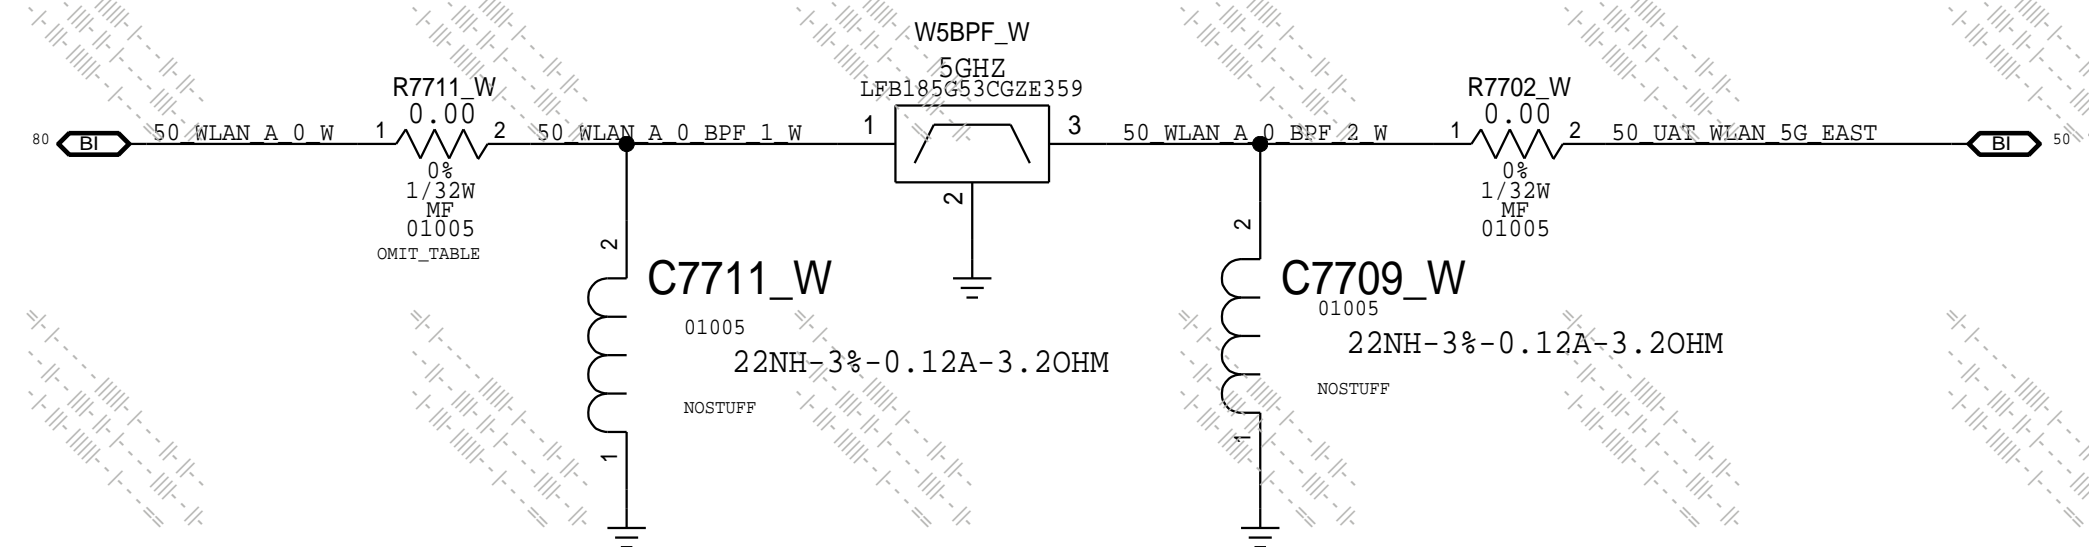 W5BPF_W
5GHZ
LFB185G53CGZE359
R7711_W
0.00
R7702_W
0.00
80
BI
50_WLAN_A_0_W
1
2
50_WLAN_A_0_BPF_1_W
1
3
50_WLAN_A_0_BPF_2_W
1
2
50_UAT_WLAN_5G_EAST
BI
50
0%
1/32W
MF
01005
OMIT_TABLE
2
0%
1/32W
MF
01005
2
C7711_W
01005
22NH-3%-0.12A-3.2OHM
NOSTUFF
1
2
C7709_W
01005
22NH-3%-0.12A-3.2OHM
NOSTUFF
1